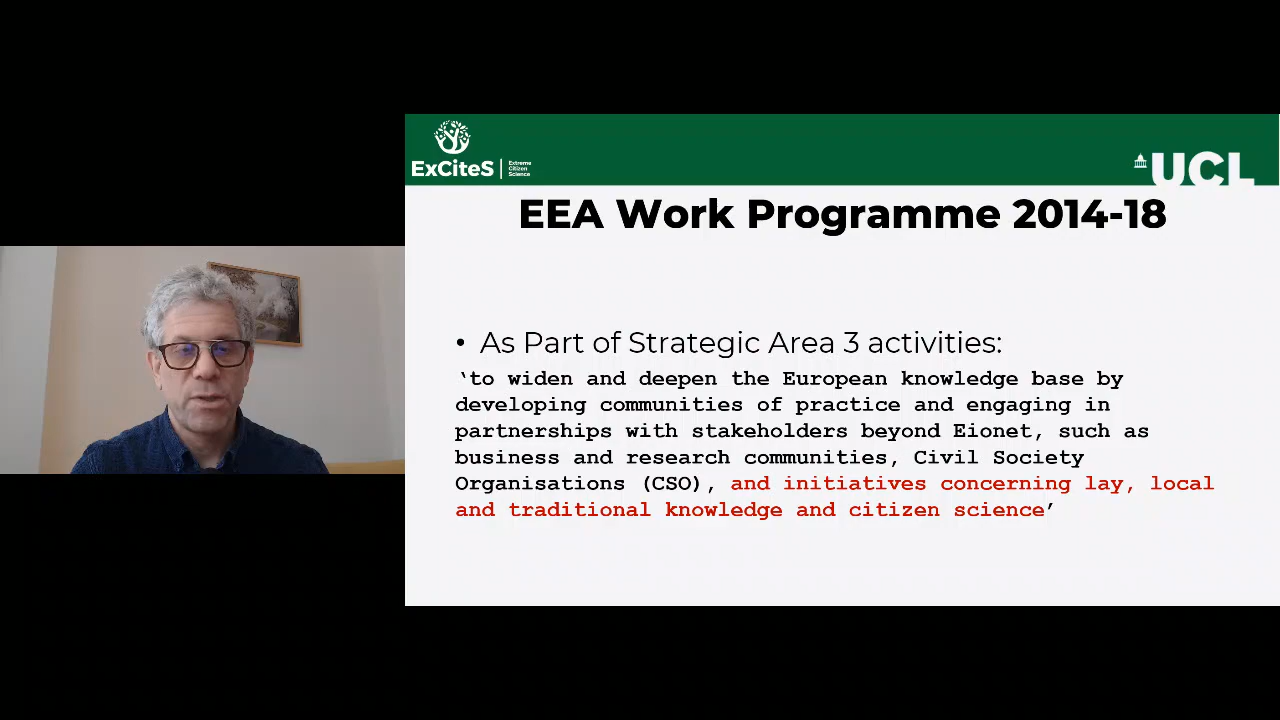 ExCiteS
Extreme
Citizen
Science
UCL
EEA Work Programme 2014-18
• As Part of Strategic Area 3 activities:
‘to widen and deepen the European knowledge base by
developing communities of practice and engaging in
partnerships with stakeholders beyond Eionet, such as
business and research communities, Civil Society
Organisations (CSO), and initiatives concerning lay, local
and traditional knowledge and citizen science’